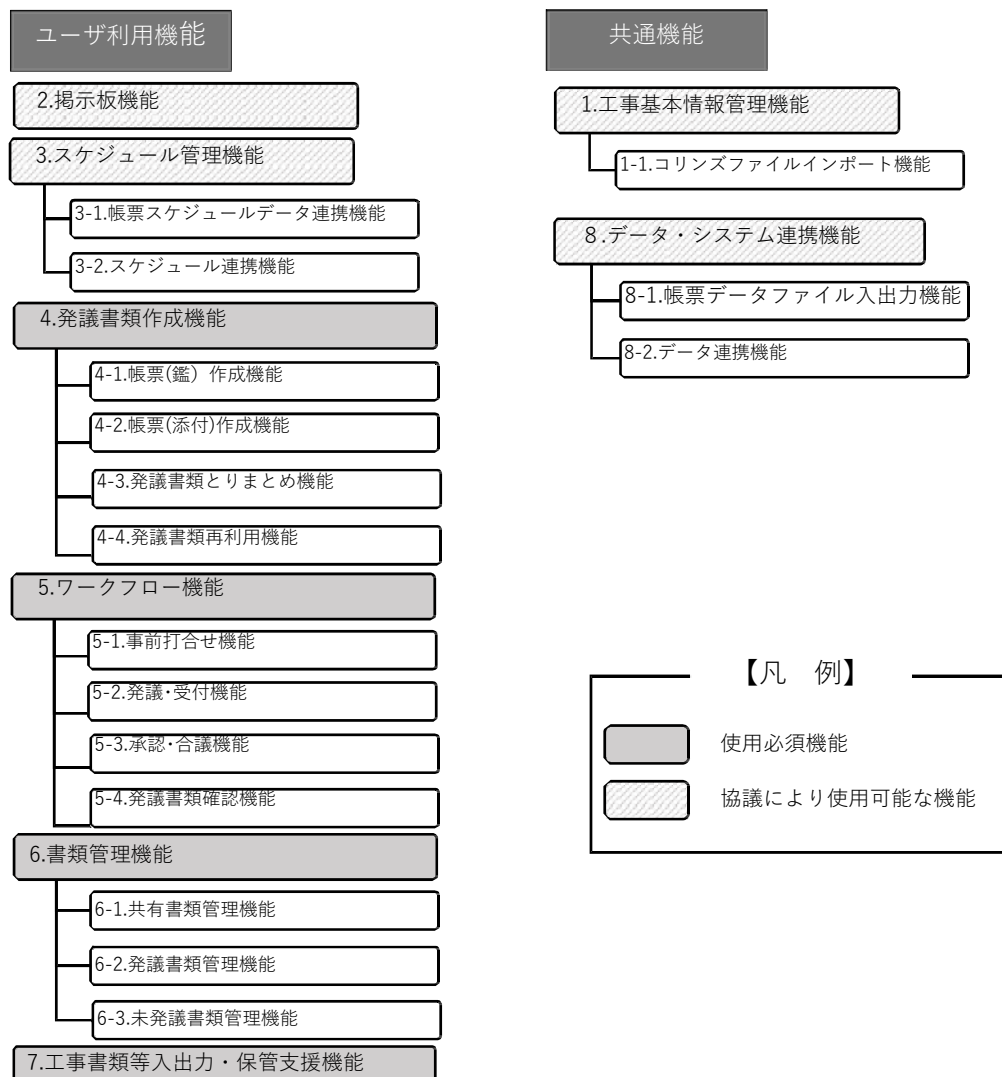 ユーザ利用機能
2.掲示板機能
3.スケジュール管理機能
3-1.帳票スケジュールデータ連携機能
3-2.スケジュール連携機能
4.発議書類作成機能
4-1.帳票(鑑）作成機能
4-2.帳票(添付)作成機能
4-3.発議書類とりまとめ機能
4-4.発議書類再利用機能
5.ワークフロー機能
5-1.事前打合せ機能
5-2.発議･受付機能
5-3.承認･合議機能
5-4.発議書類確認機能
6.書類管理機能
6-1.共有書類管理機能
6-2.発議書類管理機能
6-3.未発議書類管理機能
7.工事書類等入出力・保管支援機能
共通機能
1.工事基本情報管理機能
1-1.コリンズファイルインポート機能
８.データ・システム連携機能
8-1.帳票データファイル入出力機能
8-2.データ連携機能
【凡　例】
使用必須機能
協議により使用可能な機能